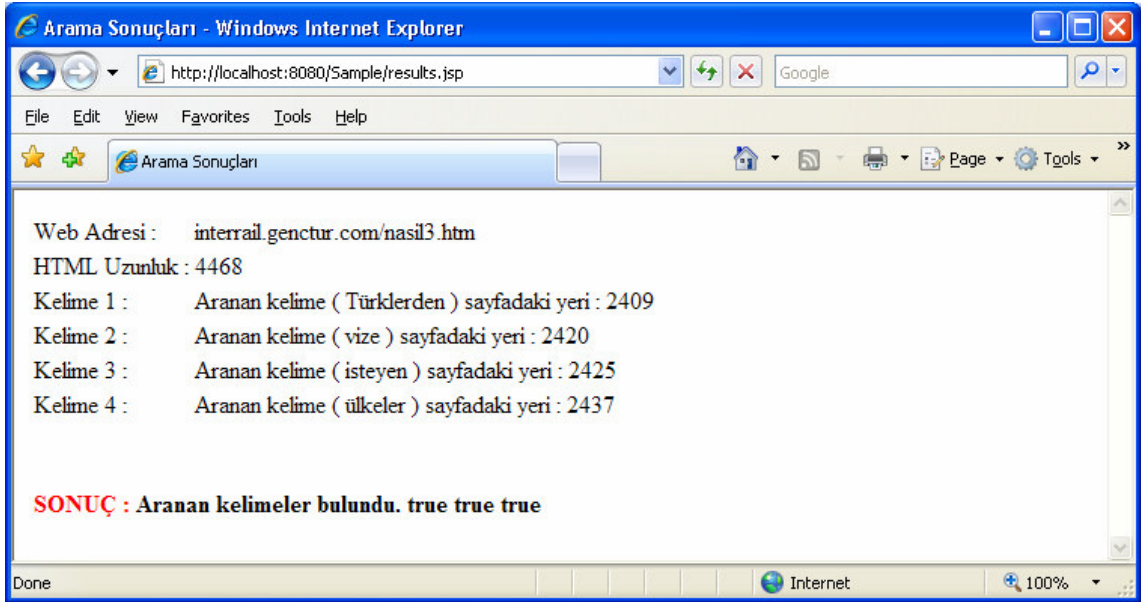 Arama Sonuçları - Windows Internet Explorer
http://localhost:8080/Sample/results.jsp
Google
File Edit View Favorites Tools Help
Arama Sonuçları
Page Tools »
Web Adresi : interrail.genctur.com/nasil3.htm
HTML Uzunluk : 4468
Kelime 1 : Aranan kelime ( Türklerden ) sayfadaki yeri : 2409
Kelime 2 : Aranan kelime ( vize ) sayfadaki yeri : 2420
Kelime 3 : Aranan kelime ( isteyen ) sayfadaki yeri : 2425
Kelime 4 : Aranan kelime ( ülkeler ) sayfadaki yeri : 2437
SONUÇ : Aranan kelimeler bulundu. true true true
Done Internet 100%